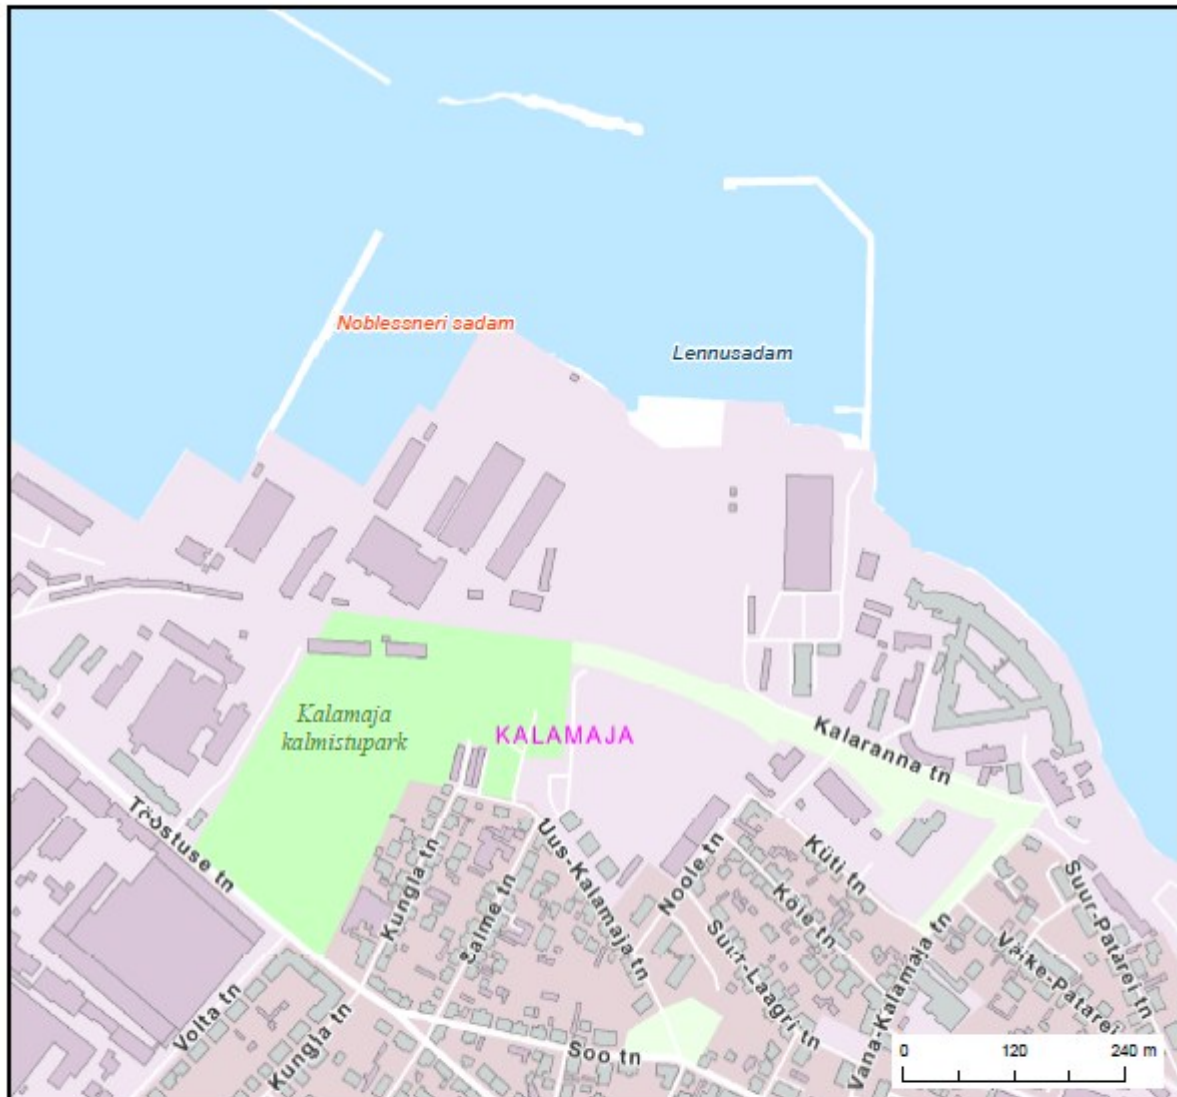 Noblessneri sadam
Lennusadam
Kalamaja
kalmistupark
KALAMAJA
Kalaranna tn
Tööstuse tn
Uus-Kalamaja tn
Noole tn
Küti tn
Kungla tn
Salme tn
Köie tn
Suur-Laagri tn
Suur-Patarei tn
Väike-Patarei
Vana-Kalamaja tn
Volta tn
Kungla tn
Soo tn
0 120 240 m